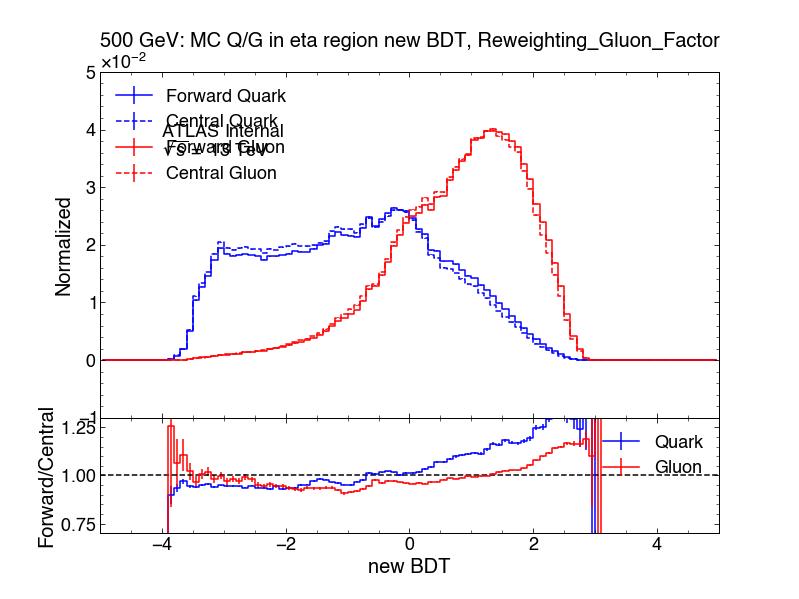 500 GeV: MC Q/G in eta region new BDT, Reweighting_Gluon_Factor
×10⁻²
5
4
3
2
1
0
−1
Normalized
Forward Quark
Central Quark
ATLAS Internal
Forward Gluon
√s = 13 TeV
Central Gluon
1.25
1.00
0.75
Forward/Central
Quark
Gluon
−4 −2 0 2 4
new BDT